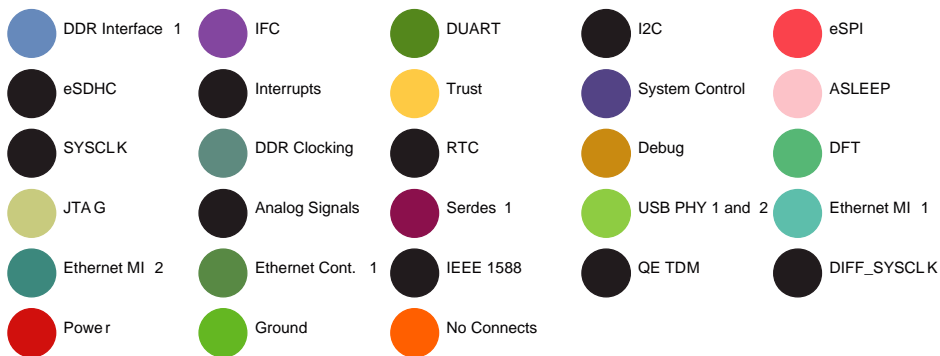 DDR Interface 1 IFC DUART I2C eSPI
eSDHC Interrupts Trust System Control ASLEEP
SYSCLK DDR Clocking RTC Debug DFT
JTAG Analog Signals Serdes 1 USB PHY 1 and 2 Ethernet MI 1
Ethernet MI 2 Ethernet Cont. 1 IEEE 1588 QE TDM DIFF_SYSCLK
Power Ground No Connects